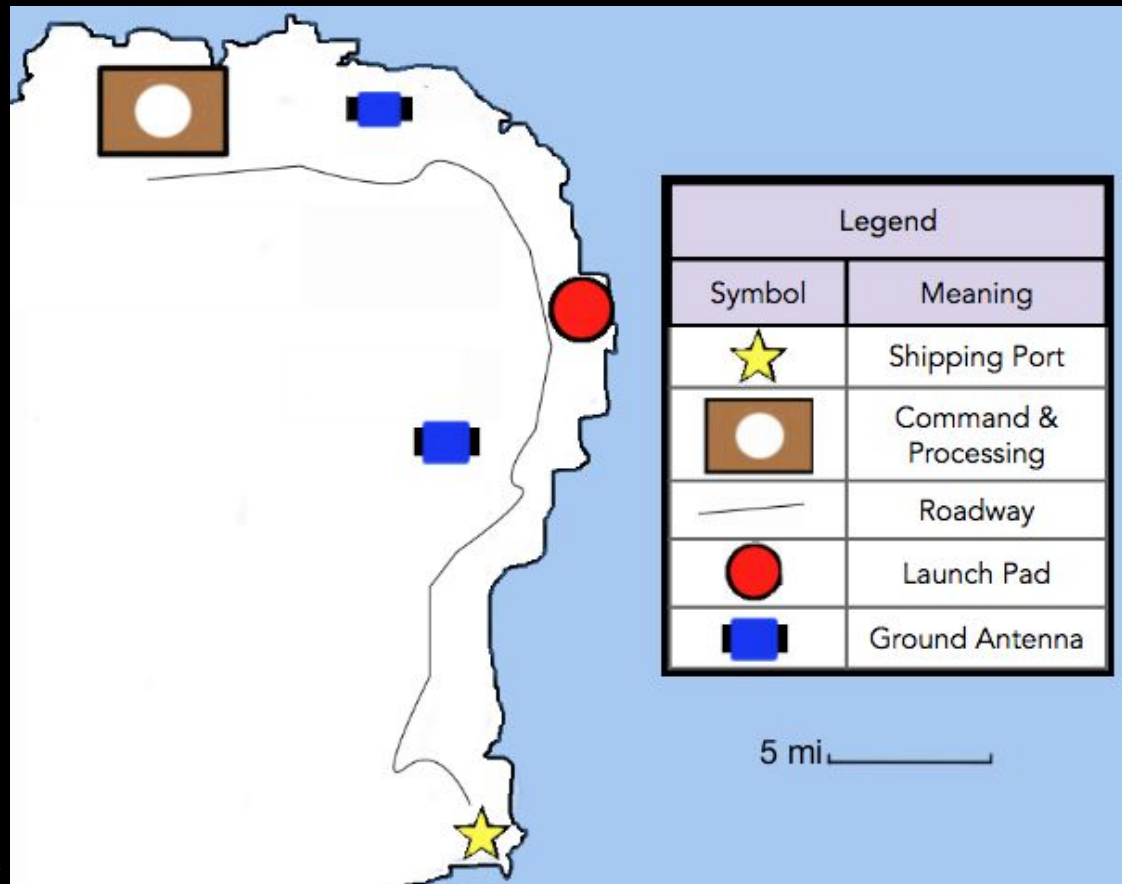 Legend
Symbol Meaning
Shipping Port
Command &
Processing
Roadway
Launch Pad
Ground Antenna
5 mi